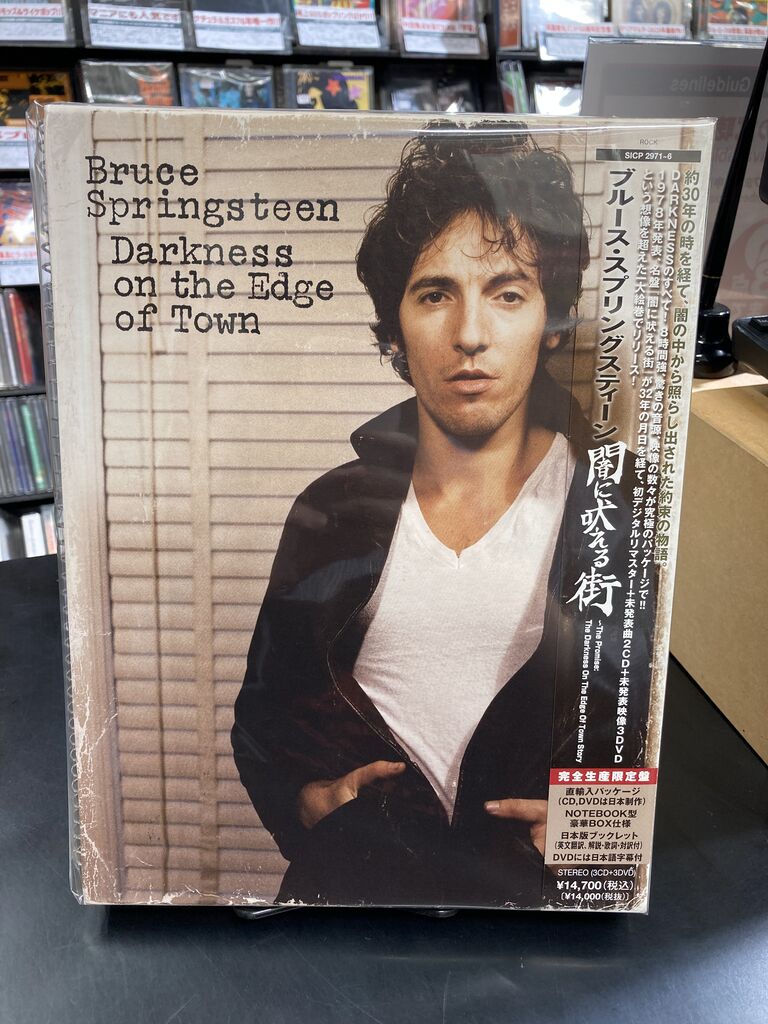 Bruce
Springsteen
Darkness
on the Edge
of Town
ROCK
SICP 2971~6
約30年の時を経て、闇の中から照らし出された約束の物語。
DARKNESSのすべて！8時間強、驚きの音源、映像の数々が究極のパッケージで!!
1978年発表、名盤「闇に吠える街」が32年の月日を経て、初デジタルリマスター+未発表曲2CD+未発表映像3DVD
という想像を超えた一大絵巻でリリース！
ブルース・スプリングスティーン
闇に吠える街
~The Promise:
The Darkness On The Edge Of Town Story
完全生産限定盤
直輸入パッケージ
(CD,DVDは日本制作)
NOTEBOOK型
豪華BOX仕様
日本版ブックレット
(英文翻訳、解説・歌詞・対訳付)
DVDには日本語字幕付
STEREO (3CD+3DVD)
¥14,700(税込)
[¥14,000(税抜)]
Guidelines